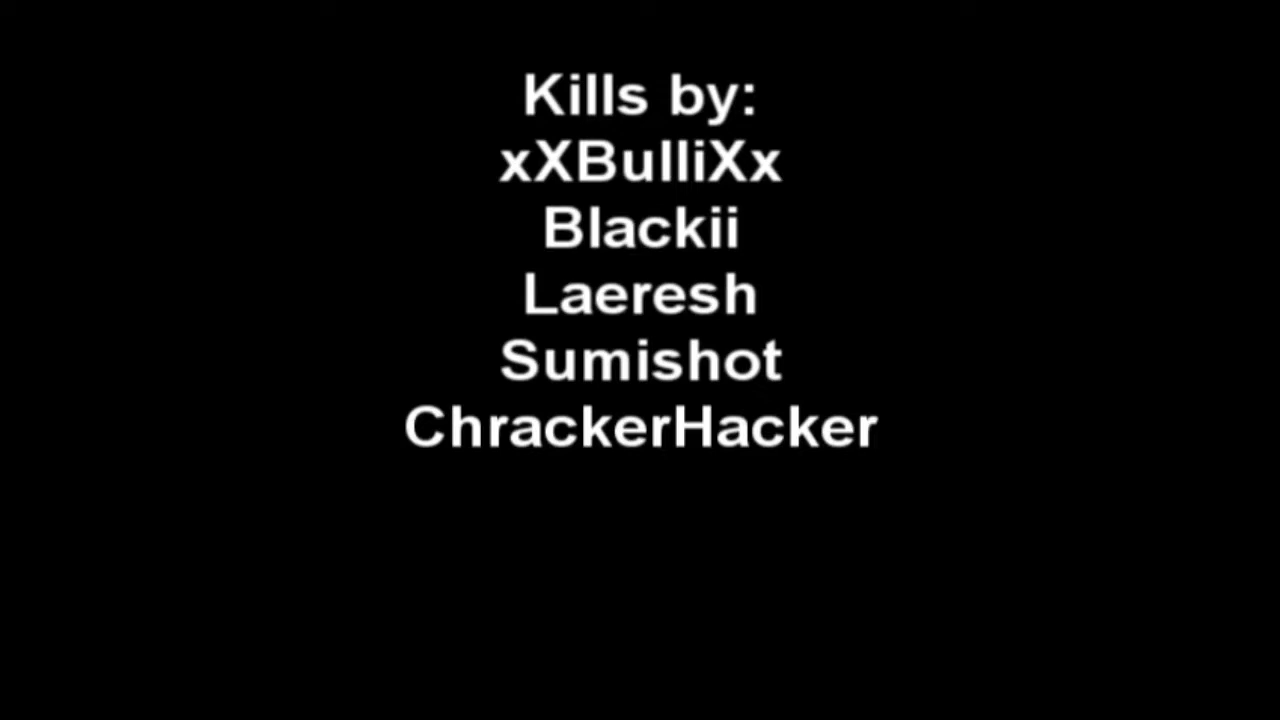 Kills by:
xXBulliXx
Blackii
Laeresh
Sumishot
ChrackerHacker